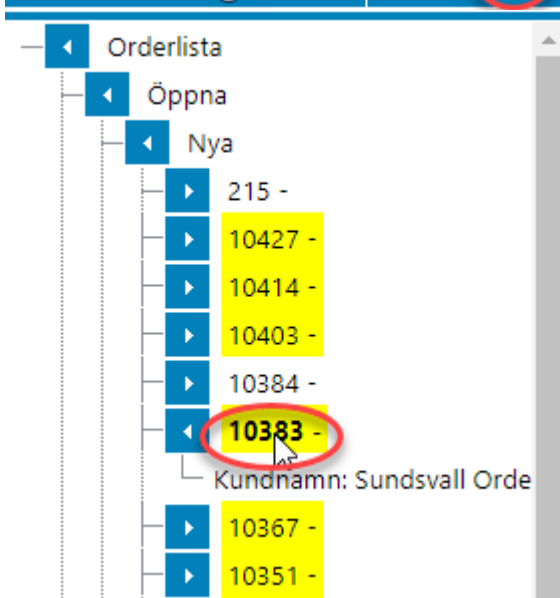 Orderlista
Öppna
Nya
215 -
10427 -
10414 -
10403 -
10384 -
10383 -
Kundnamn: Sundsvall Orde
10367 -
10351 -